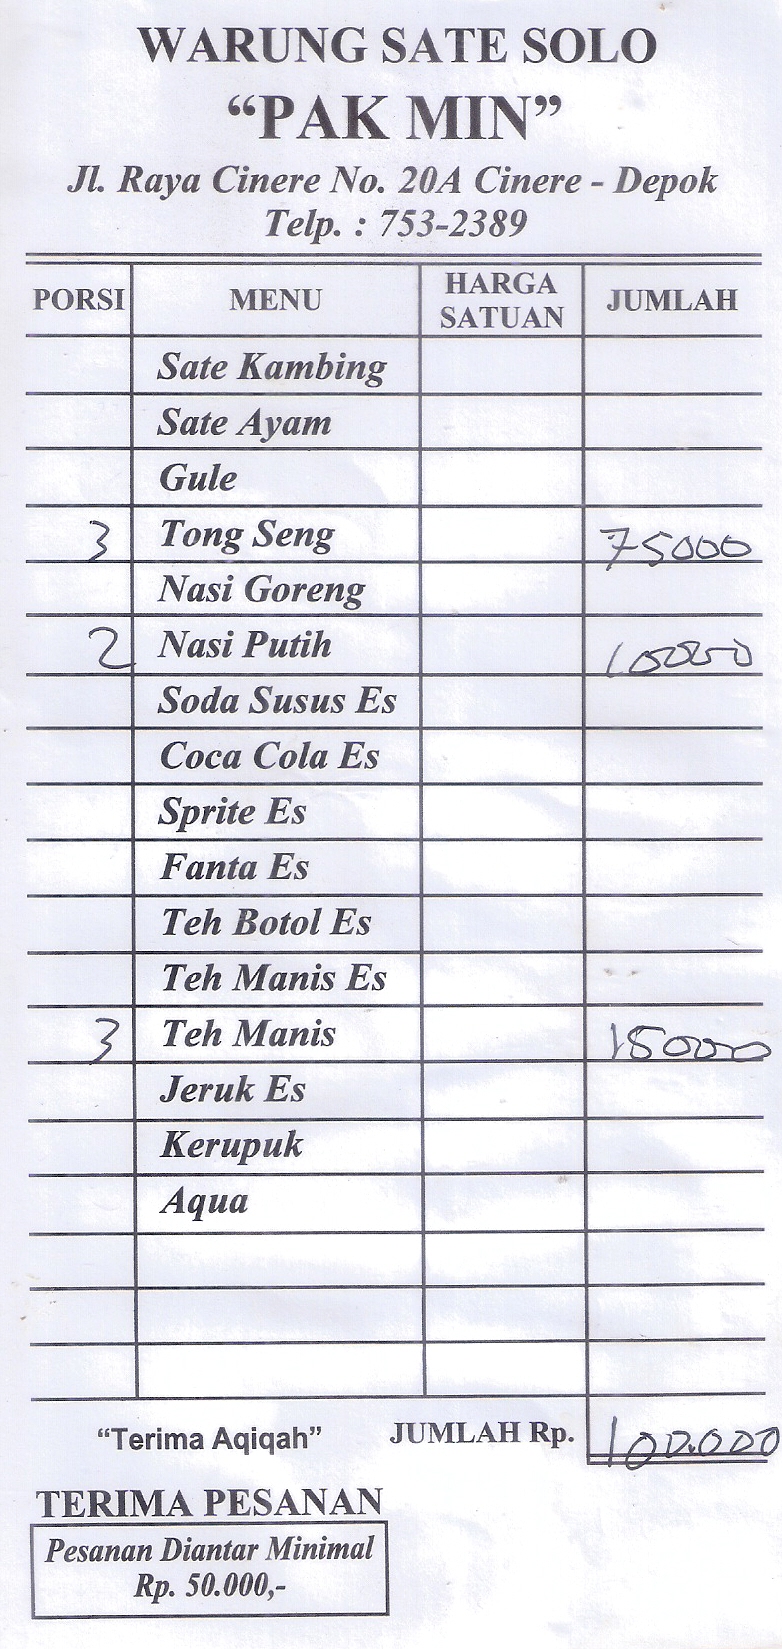 WARUNG SATE SOLO
“PAK MIN”
Jl. Raya Cinere No. 20A Cinere - Depok
Telp. : 753-2389
PORSI MENU HARGA SATUAN JUMLAH
Sate Kambing
Sate Ayam
Gule
3 Tong Seng 75000
Nasi Goreng
2 Nasi Putih 10000
Soda Susus Es
Coca Cola Es
Sprite Es
Fanta Es
Teh Botol Es
Teh Manis Es
3 Teh Manis 15000
Jeruk Es
Kerupuk
Aqua
“Terima Aqiqah” JUMLAH Rp. 100.000
TERIMA PESANAN
Pesanan Diantar Minimal
Rp. 50.000,-